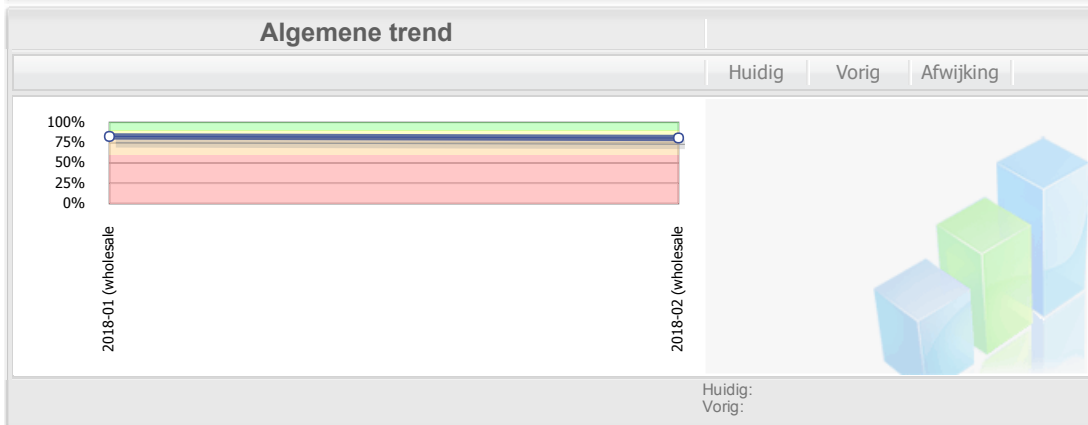 Algemene trend
Huidig Vorig Afwijking
100%
75%
50%
25%
0%
2018-01 (wholesale
2018-02 (wholesale
Huidig:
Vorig: